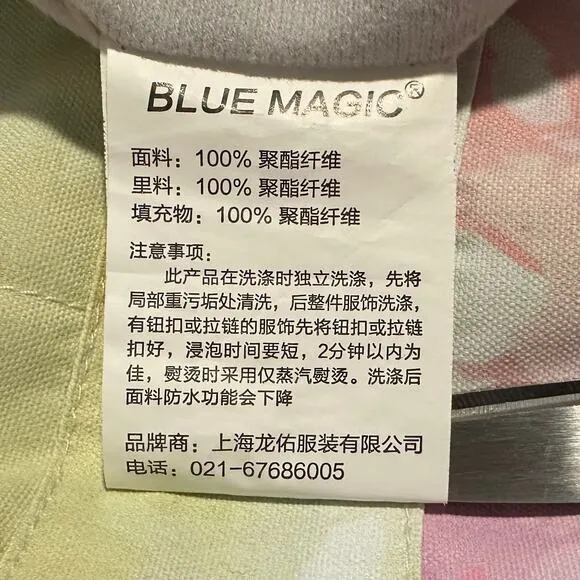 BLUE MAGIC®
面料：100% 聚酯纤维
里料：100% 聚酯纤维
填充物：100% 聚酯纤维
注意事项：
此产品在洗涤时独立洗涤，先将
局部重污垢处清洗，后整件服饰洗涤，
有钮扣或拉链的服饰先将钮扣或拉链
扣好，浸泡时间要短，2分钟以内为
佳，熨烫时采用仅蒸汽熨烫。洗涤后
面料防水功能会下降
品牌商：上海龙佑服装有限公司
电话：021-67686005